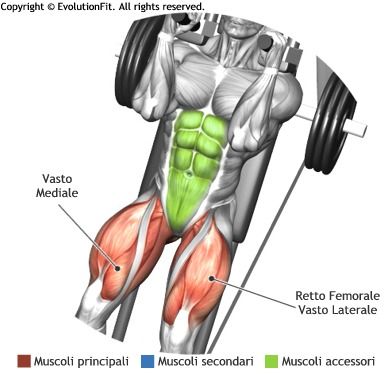 Copyright © EvolutionFit. All rights reserved.
Vasto
Mediale
Retto Femorale
Vasto Laterale
Muscoli principali
Muscoli secondari
Muscoli accessori